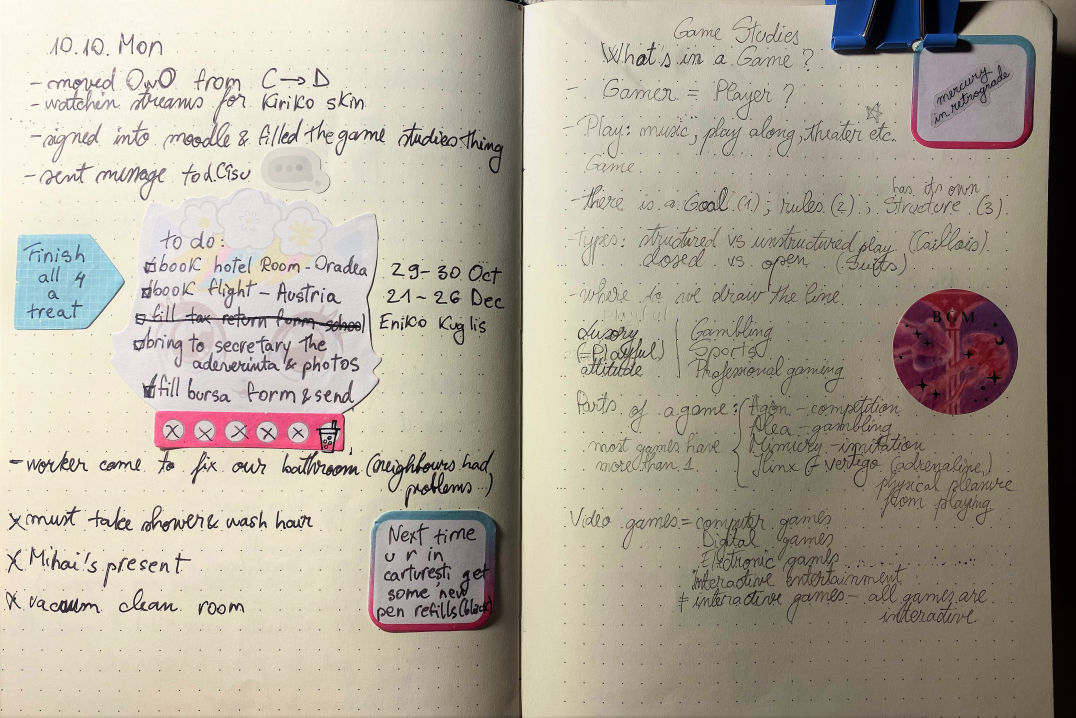 10.10. Mon
- moved OwO from C → D
- watchin streams for Kiriko skin
- signed into moodle & filled the game studies thing
- sent message to d.Cisu
to do:
book hotel Room - Oradea
29 - 30 Oct
book flight - Austria
21 - 26 Dec
fill tax return form school
Eniko Kuglis
bring to secretary the
adeverinta & photos
fill bursa form & send
Finish
all 4
a
treat
- worker came to fix our bathroom (neighbours had
problems..)
x must take shower & wash hair
x Mihai's present
x vacuum clean room
Next time
u r in
carturesti get
some new
pen refills (black)
Game Studies
What's in a Game?
- Gamer = Player?
- Play: music, play along, theater etc.
Game
- there is a Goal (1); rules (2); has its own Structure (3).
- Types: structured vs unstructured play (Caillois).
closed vs open (Suits)
- where do we draw the line
playful
Luxory | Gambling
(=Playful) | Sports
attitude | Profesional gaming
Parts of a game: Agon - competition
Alea - gambling
most games have more than 1
Mimicry - imitation
Ilinx & vertigo (adrenaline,)
physical pleasure
from playing
Video games = computer games
Digital games
Electronic games
interactive entertainment
≠ interactive games - all games are
interactive
mercury
in retrograde